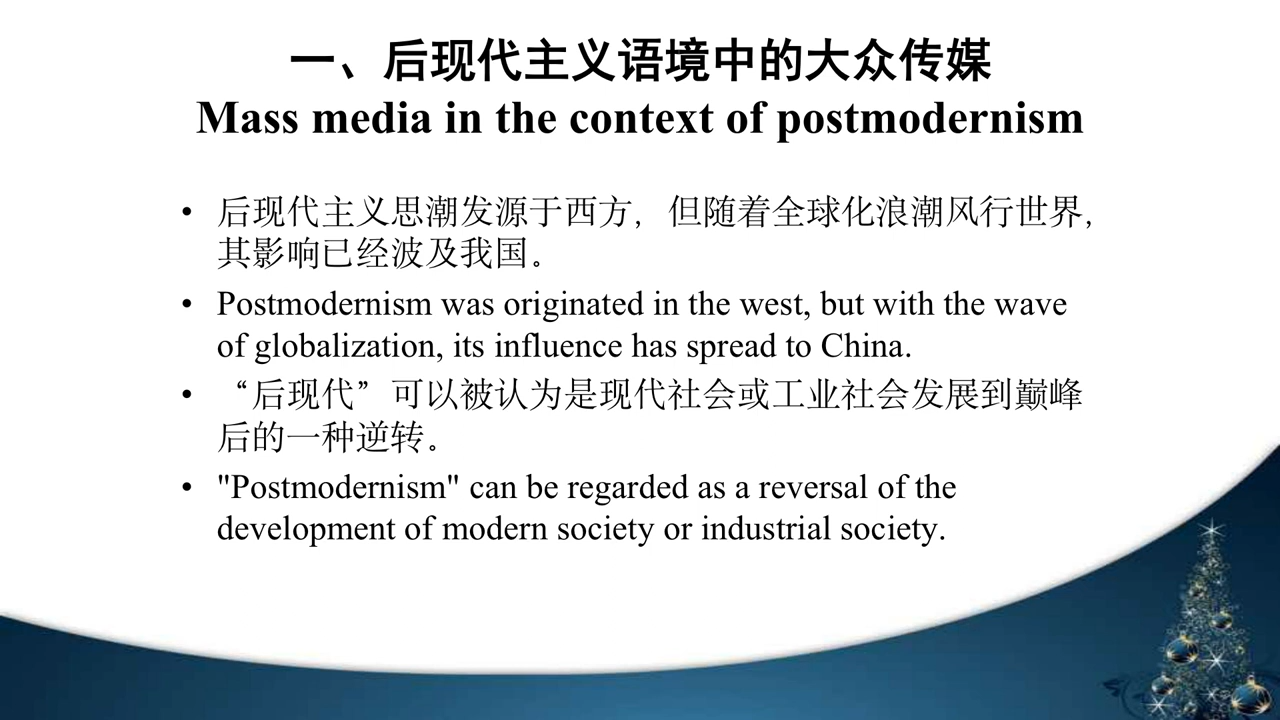 一、后现代主义语境中的大众传媒
Mass media in the context of postmodernism
• 后现代主义思潮发源于西方，但随着全球化浪潮风行世界，
其影响已经波及我国。
• Postmodernism was originated in the west, but with the wave
of globalization, its influence has spread to China.
• “后现代”可以被认为是现代社会或工业社会发展到巅峰
后的一种逆转。
• "Postmodernism" can be regarded as a reversal of the
development of modern society or industrial society.